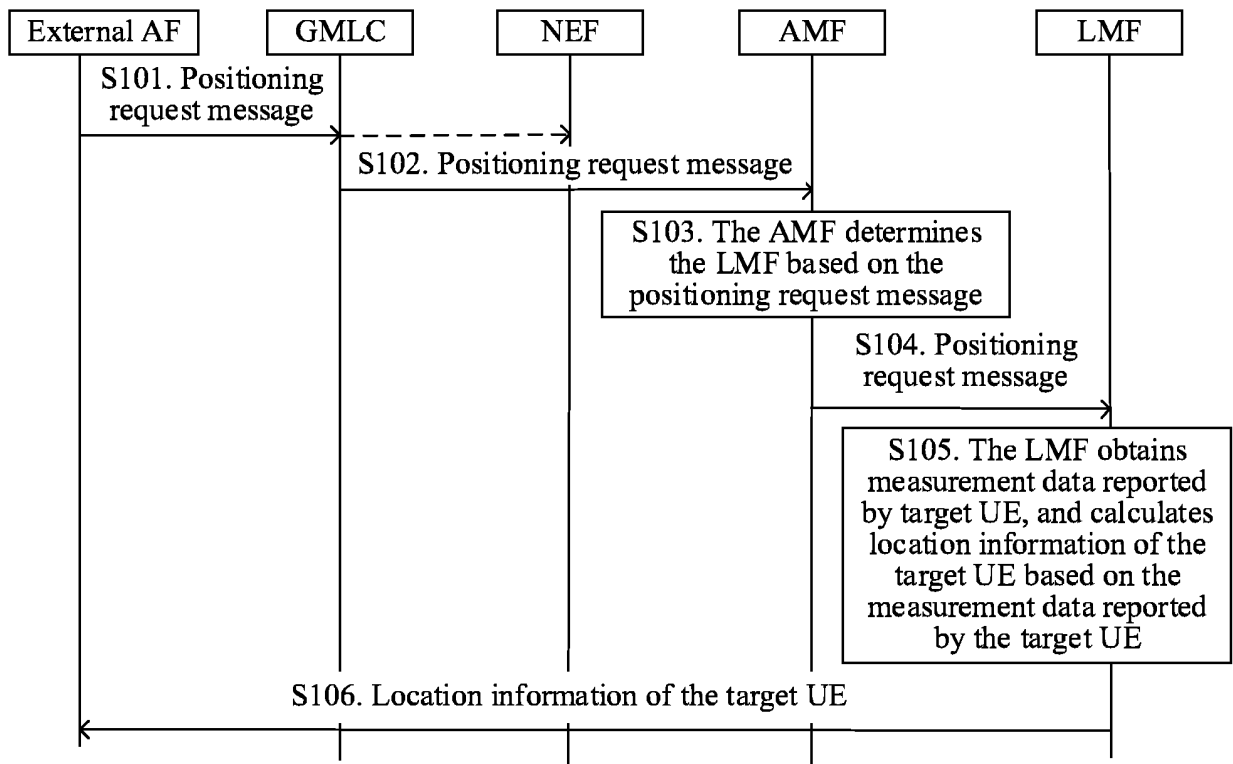 External AF
GMLC
NEF
AMF
LMF
S101. Positioning
request message
S102. Positioning request message
S103. The AMF determines
the LMF based on the
positioning request message
S104. Positioning
request message
S105. The LMF obtains
measurement data reported
by target UE, and calculates
location information of the
target UE based on the
measurement data reported
by the target UE
S106. Location information of the target UE